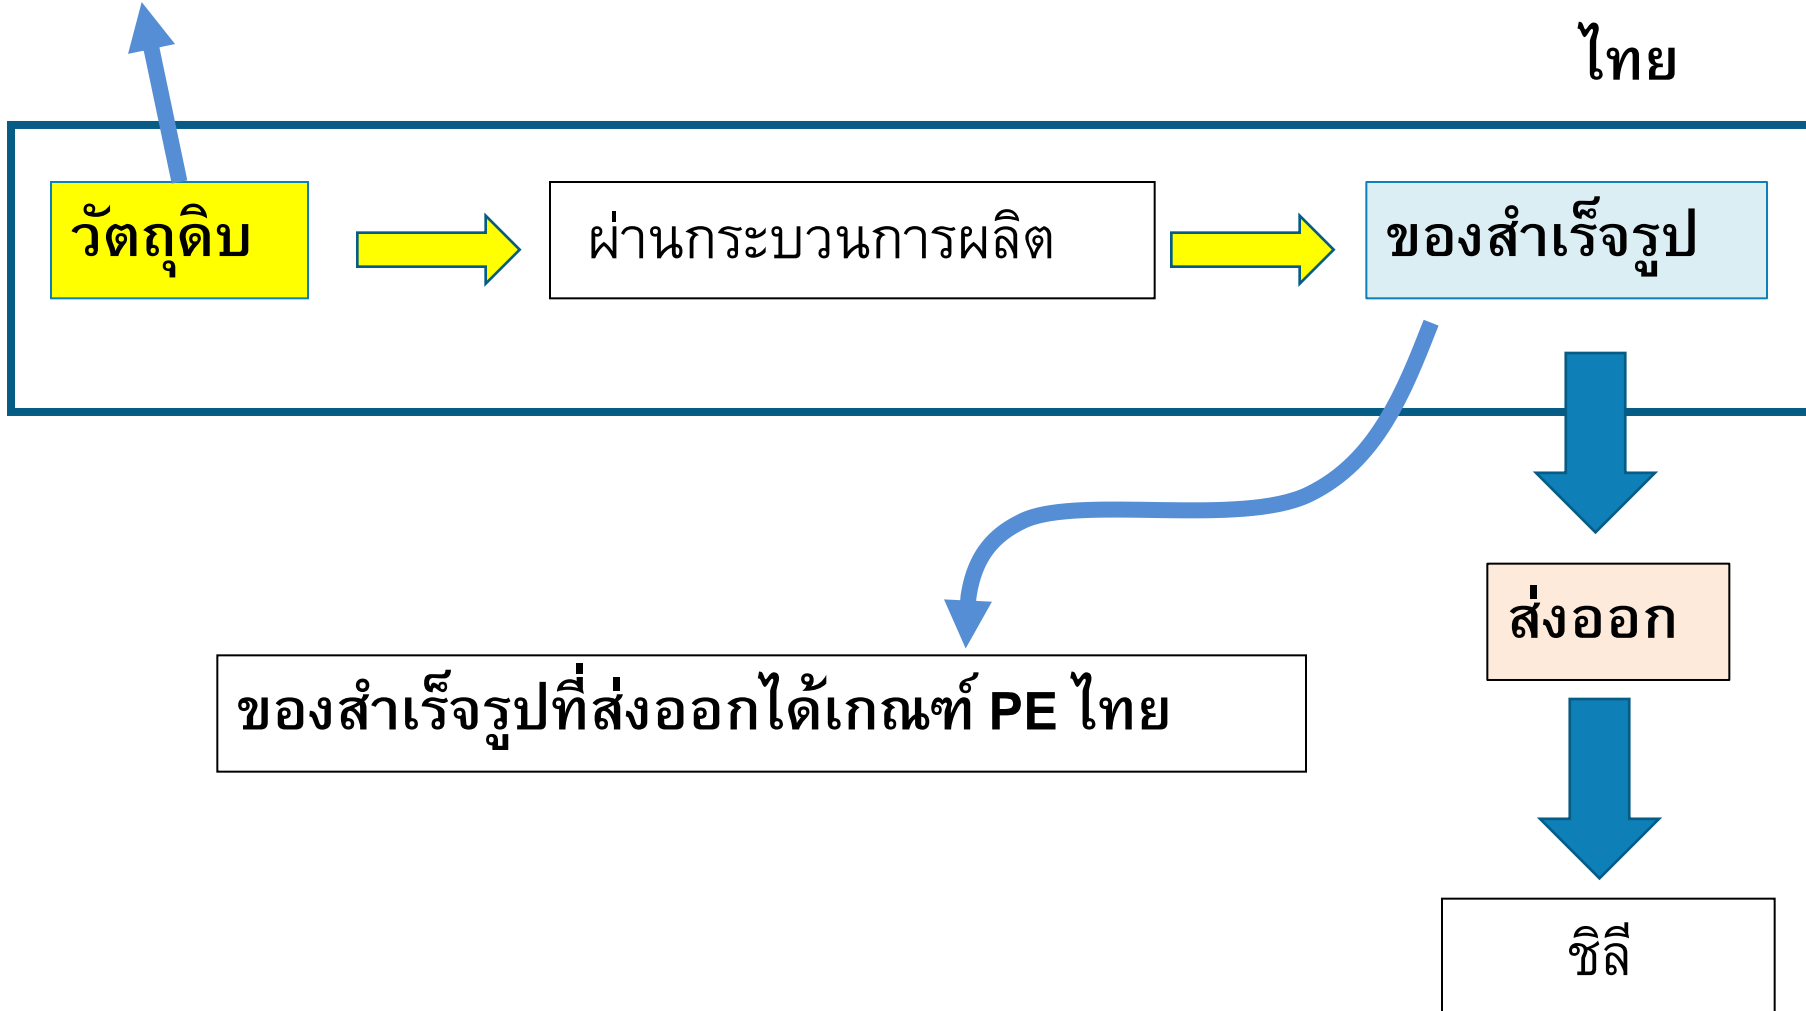 ไทย
วัตถุดิบ
ผ่านกระบวนการผลิต
ของสำเร็จรูป
ส่งออก
ของสำเร็จรูปที่ส่งออกได้เกณฑ์ PE ไทย
ชิลี